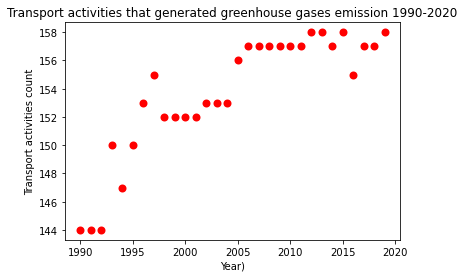 Transport activities that generated greenhouse gases emission 1990-2020
Transport activities count
158
156
154
152
150
148
146
144
1990 1995 2000 2005 2010 2015 2020
Year)